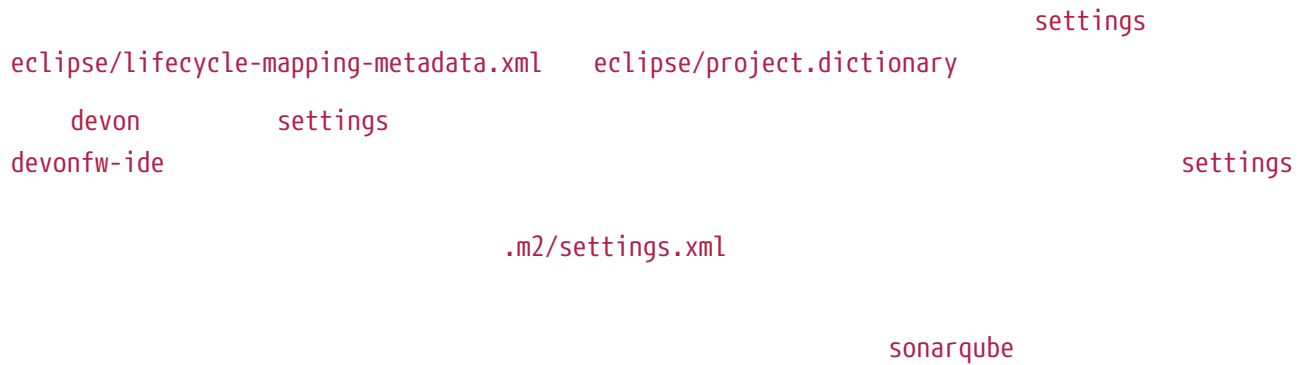 settings
eclipse/lifecycle-mapping-metadata.xml eclipse/project.dictionary
devon settings
devonfw-ide settings
.m2/settings.xml
sonarqube